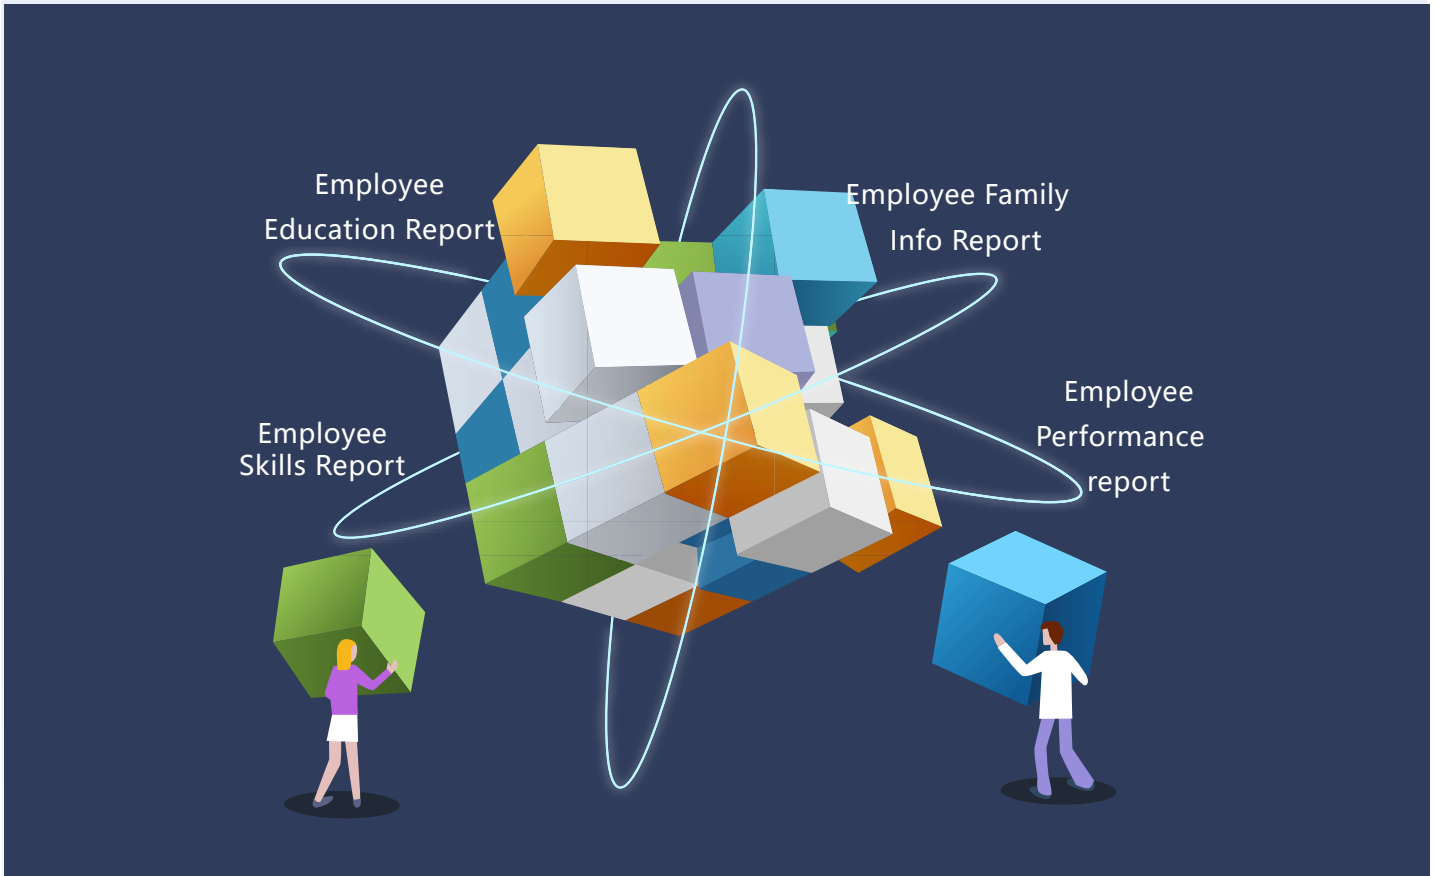 Employee
Education Report
Employee Family
Info Report
Employee
Skills Report
Employee
Performance
report